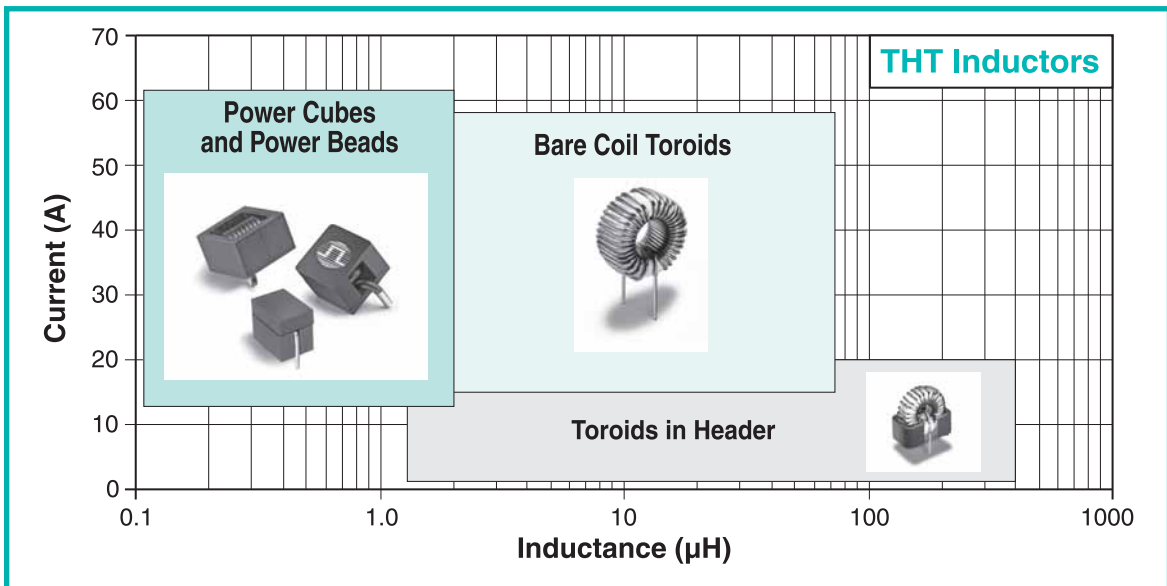 THT Inductors
Power Cubes
and Power Beads
Bare Coil Toroids
Toroids in Header
Current (A)
70
60
50
40
30
20
10
0
0.1
1.0
10
100
1000
Inductance (µH)